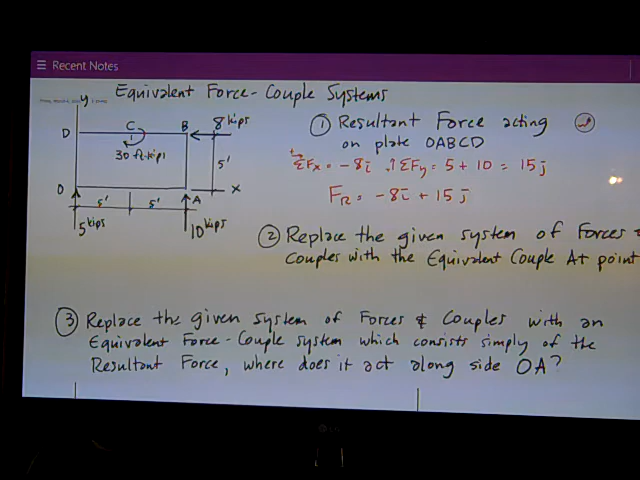 Recent Notes
Equivalent Force-Couple Systems
y
D C B 8 kips
30 ft-kips
5'
O A x
5' 5'
5 kips 10 kips
① Resultant Force acting
on plate OABCD
ΣFx = -8i ↑ΣFy = 5 + 10 = 15j
FR = -8i + 15j
② Replace the given system of Forces
Couples with the Equivalent Couple At point
③ Replace the given system of Forces & Couples with an
Equivalent Force-Couple system which consists simply of the
Resultant Force, where does it act along side OA?